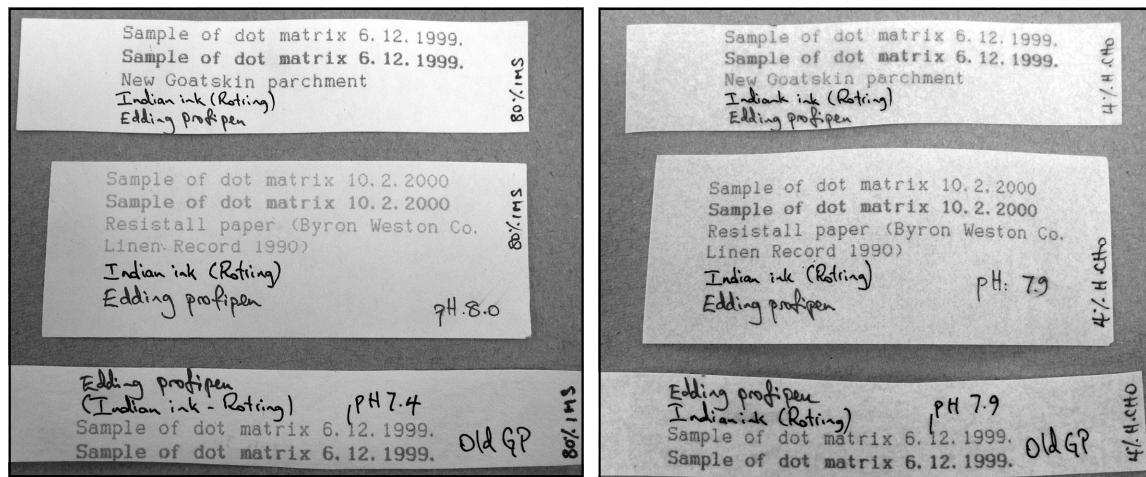 Sample of dot matrix 6.12.1999.
Sample of dot matrix 6.12.1999.
New Goatskin parchment
Indian ink (Rotring)
Edding profipen
80% IMS
Sample of dot matrix 10.2.2000
Sample of dot matrix 10.2.2000
Resistall paper (Byron Weston Co.
Linen Record 1990)
Indian ink (Rotring)
Edding profipen
pH.8.0
80% IMS
Edding profipen
(Indian ink - Rotring)
pH 7.4
Sample of dot matrix 6.12.1999.
Sample of dot matrix 6.12.1999.
Old GP
80% IMS
Sample of dot matrix 6.12.1999.
Sample of dot matrix 6.12.1999.
New Goatskin parchment
Indiank ink (Rotring)
Edding profipen
4% H.CHO
Sample of dot matrix 10.2.2000
Sample of dot matrix 10.2.2000
Resistall paper (Byron Weston Co.
Linen Record 1990)
Indian ink (Rotring)
Edding profipen
pH: 7.9
4% H.CHO
Edding profipen
Indian ink (Rotring)
pH 7.9
Sample of dot matrix 6.12.1999.
Sample of dot matrix 6.12.1999.
Old GP
4% H.CHO